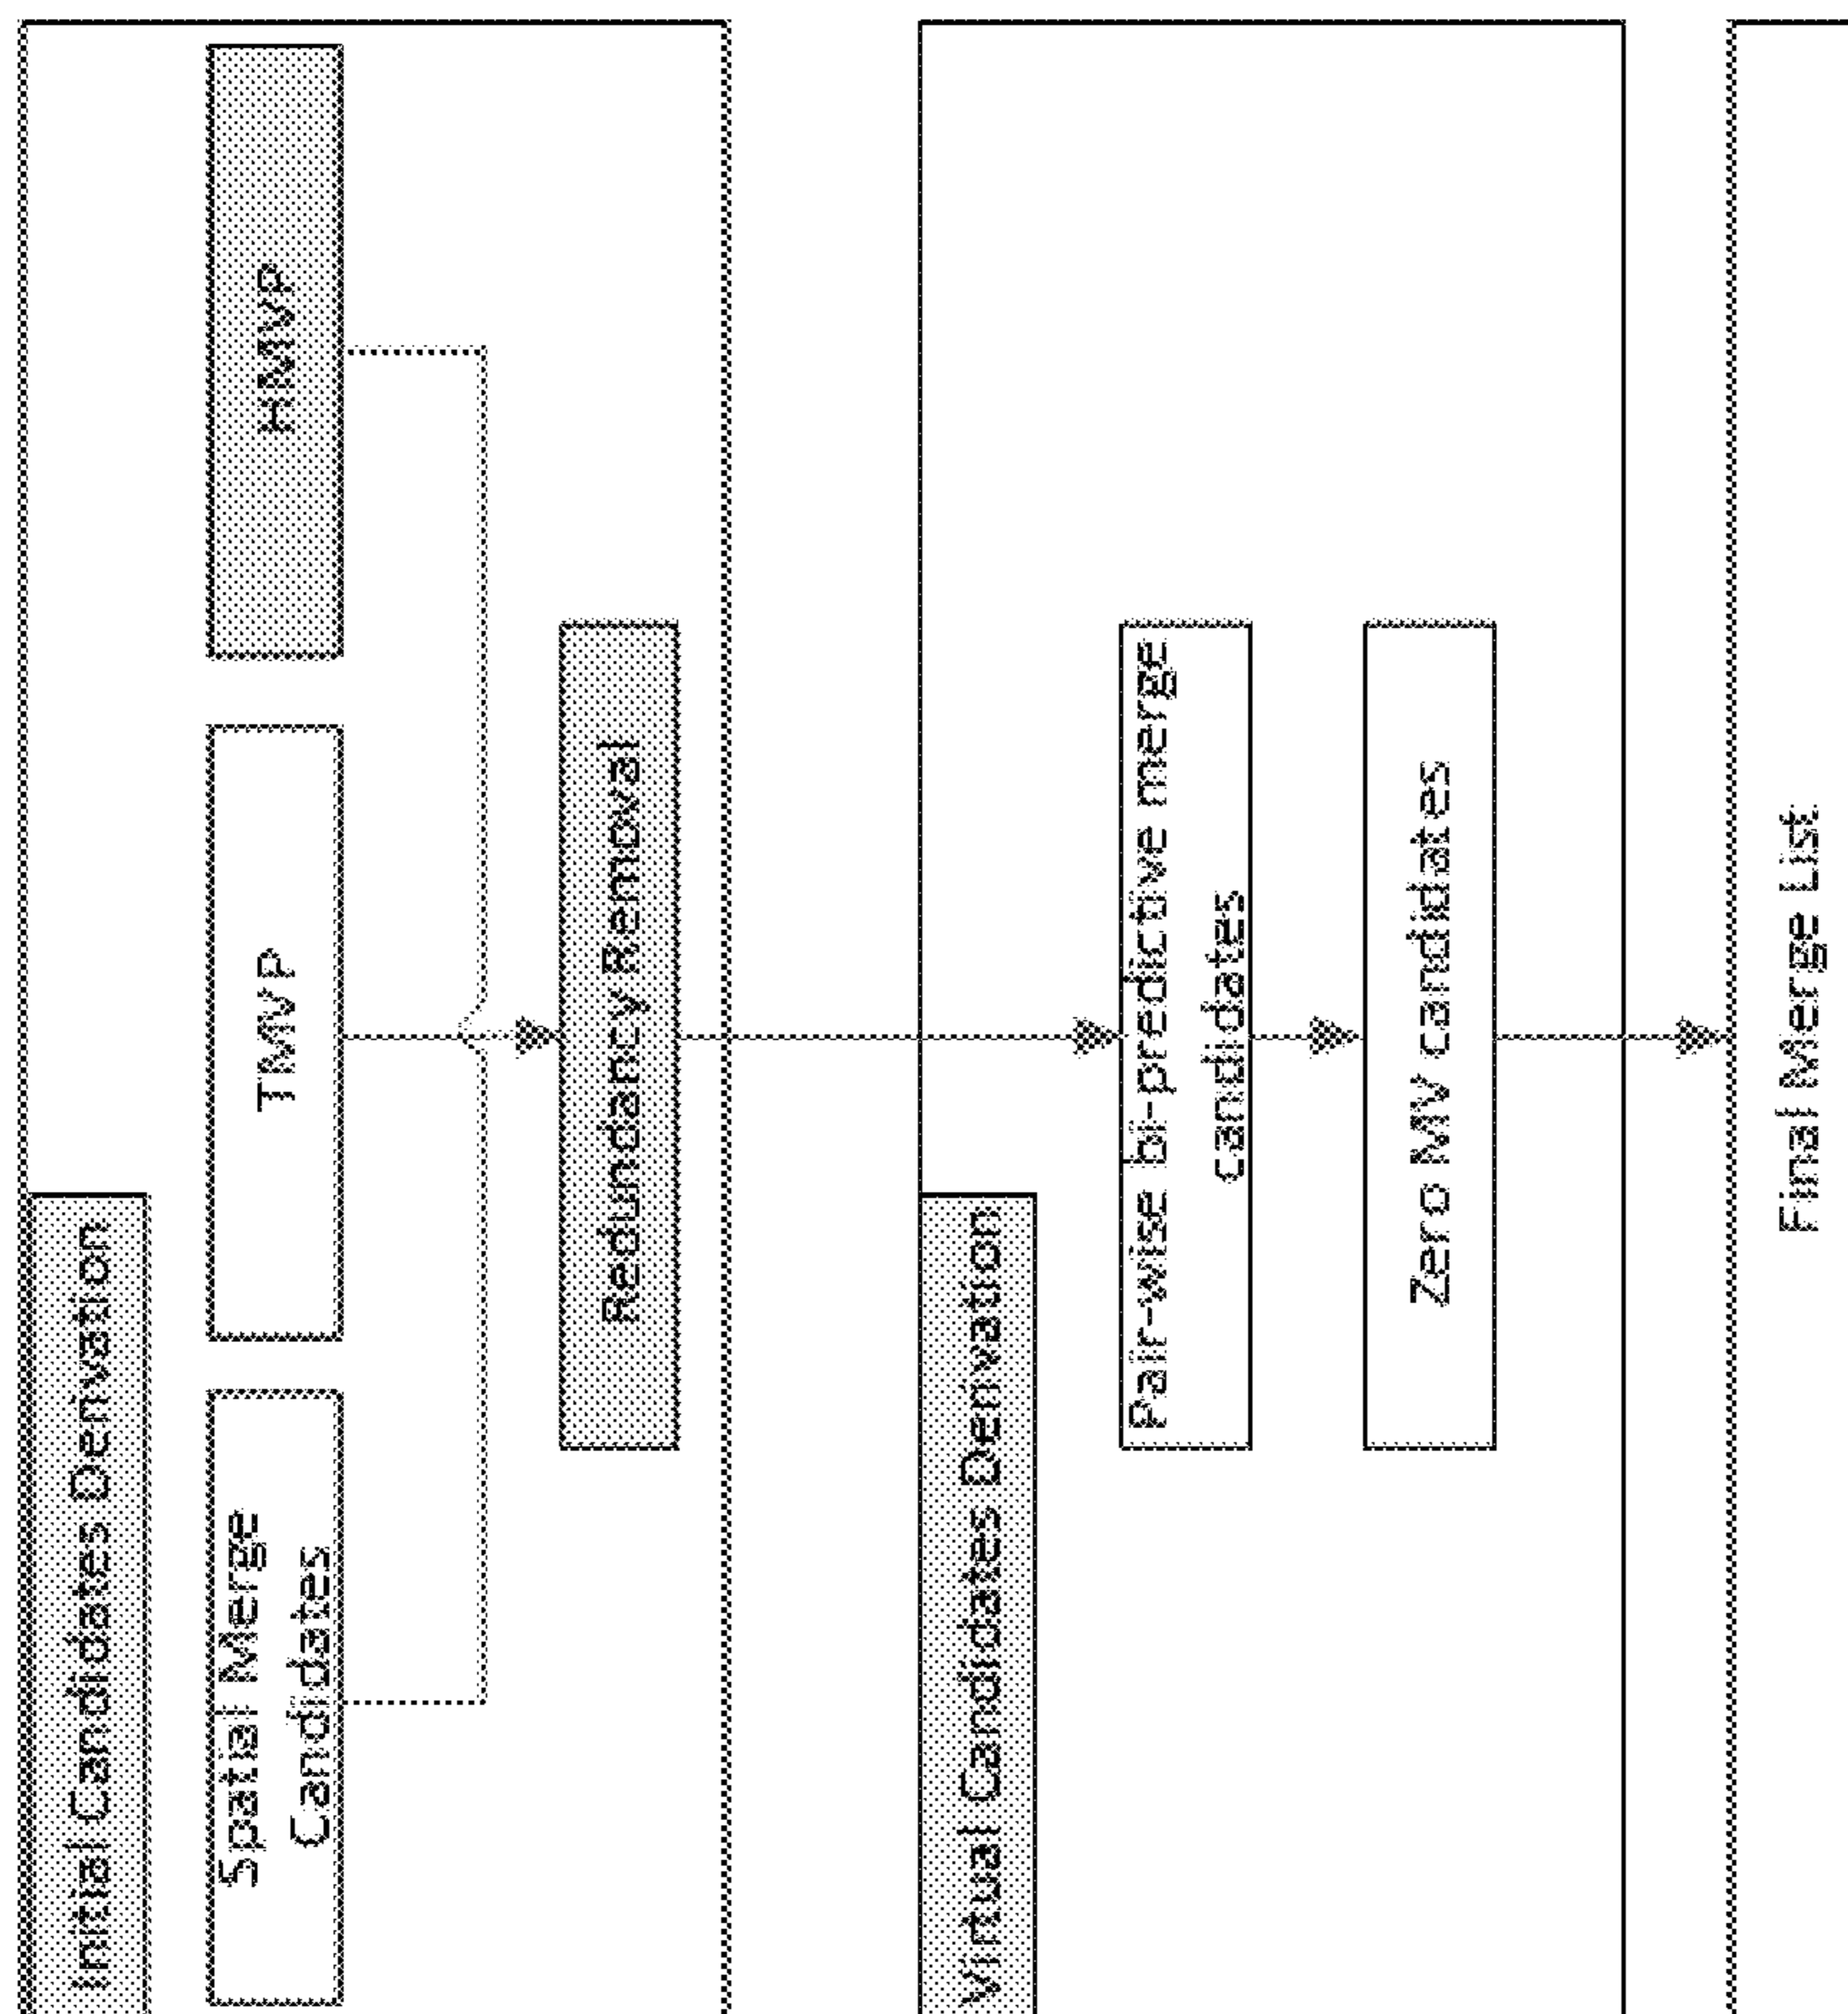 Initial Candidates Derivation
Spatial Merge
Candidates
TMVP
HMVP
Redundancy Removal
Virtual Candidates Derivation
Pair-wise bi-predictive merge
candidates
Zero MV candidates
Final Merge List